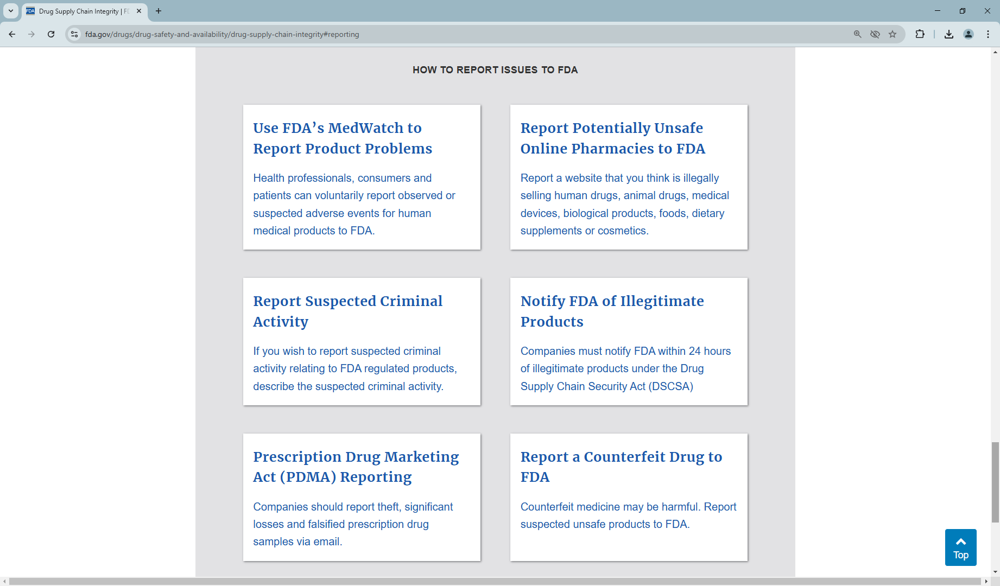 FDA
Drug Supply Chain Integrity |
fda.gov/drugs/drug-safety-and-availability/drug-supply-chain-integrity#reporting
HOW TO REPORT ISSUES TO FDA
Use FDA’s MedWatch to
Report Product Problems
Health professionals, consumers and
patients can voluntarily report observed or
suspected adverse events for human
medical products to FDA.
Report Potentially Unsafe
Online Pharmacies to FDA
Report a website that you think is illegally
selling human drugs, animal drugs, medical
devices, biological products, foods, dietary
supplements or cosmetics.
Report Suspected Criminal
Activity
If you wish to report suspected criminal
activity relating to FDA regulated products,
describe the suspected criminal activity.
Notify FDA of Illegitimate
Products
Companies must notify FDA within 24 hours
of illegitimate products under the Drug
Supply Chain Security Act (DSCSA)
Prescription Drug Marketing
Act (PDMA) Reporting
Companies should report theft, significant
losses and falsified prescription drug
samples via email.
Report a Counterfeit Drug to
FDA
Counterfeit medicine may be harmful. Report
suspected unsafe products to FDA.
Top